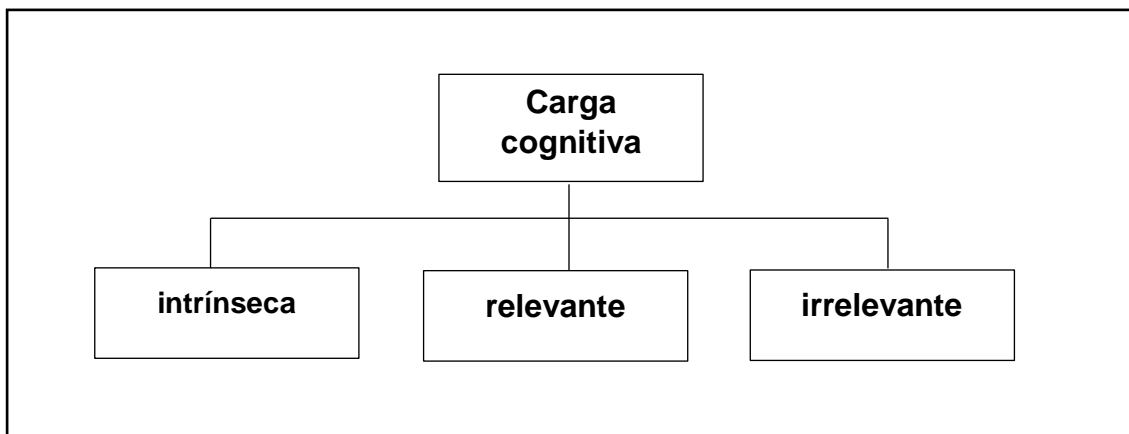 Carga
cognitiva
intrínseca
relevante
irrelevante